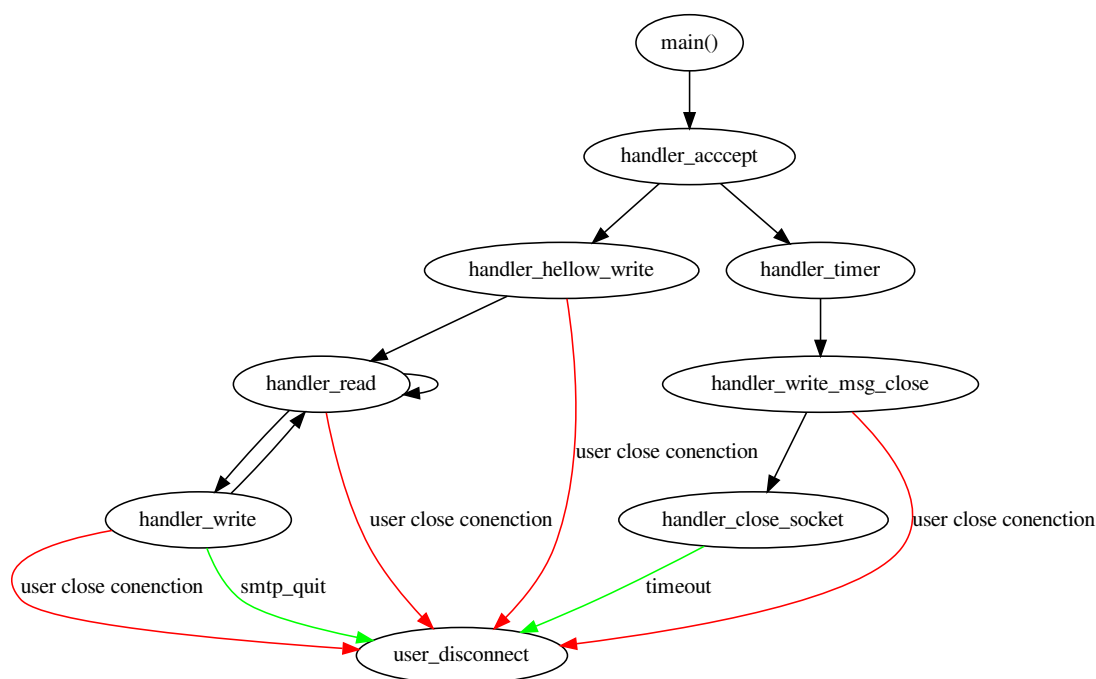 main()
handler_acccept
handler_hellow_write
handler_timer
handler_read
handler_write_msg_close
user close conenction
handler_write
user close conenction
handler_close_socket
user close conenction
user close conenction
smtp_quit
timeout
user_disconnect